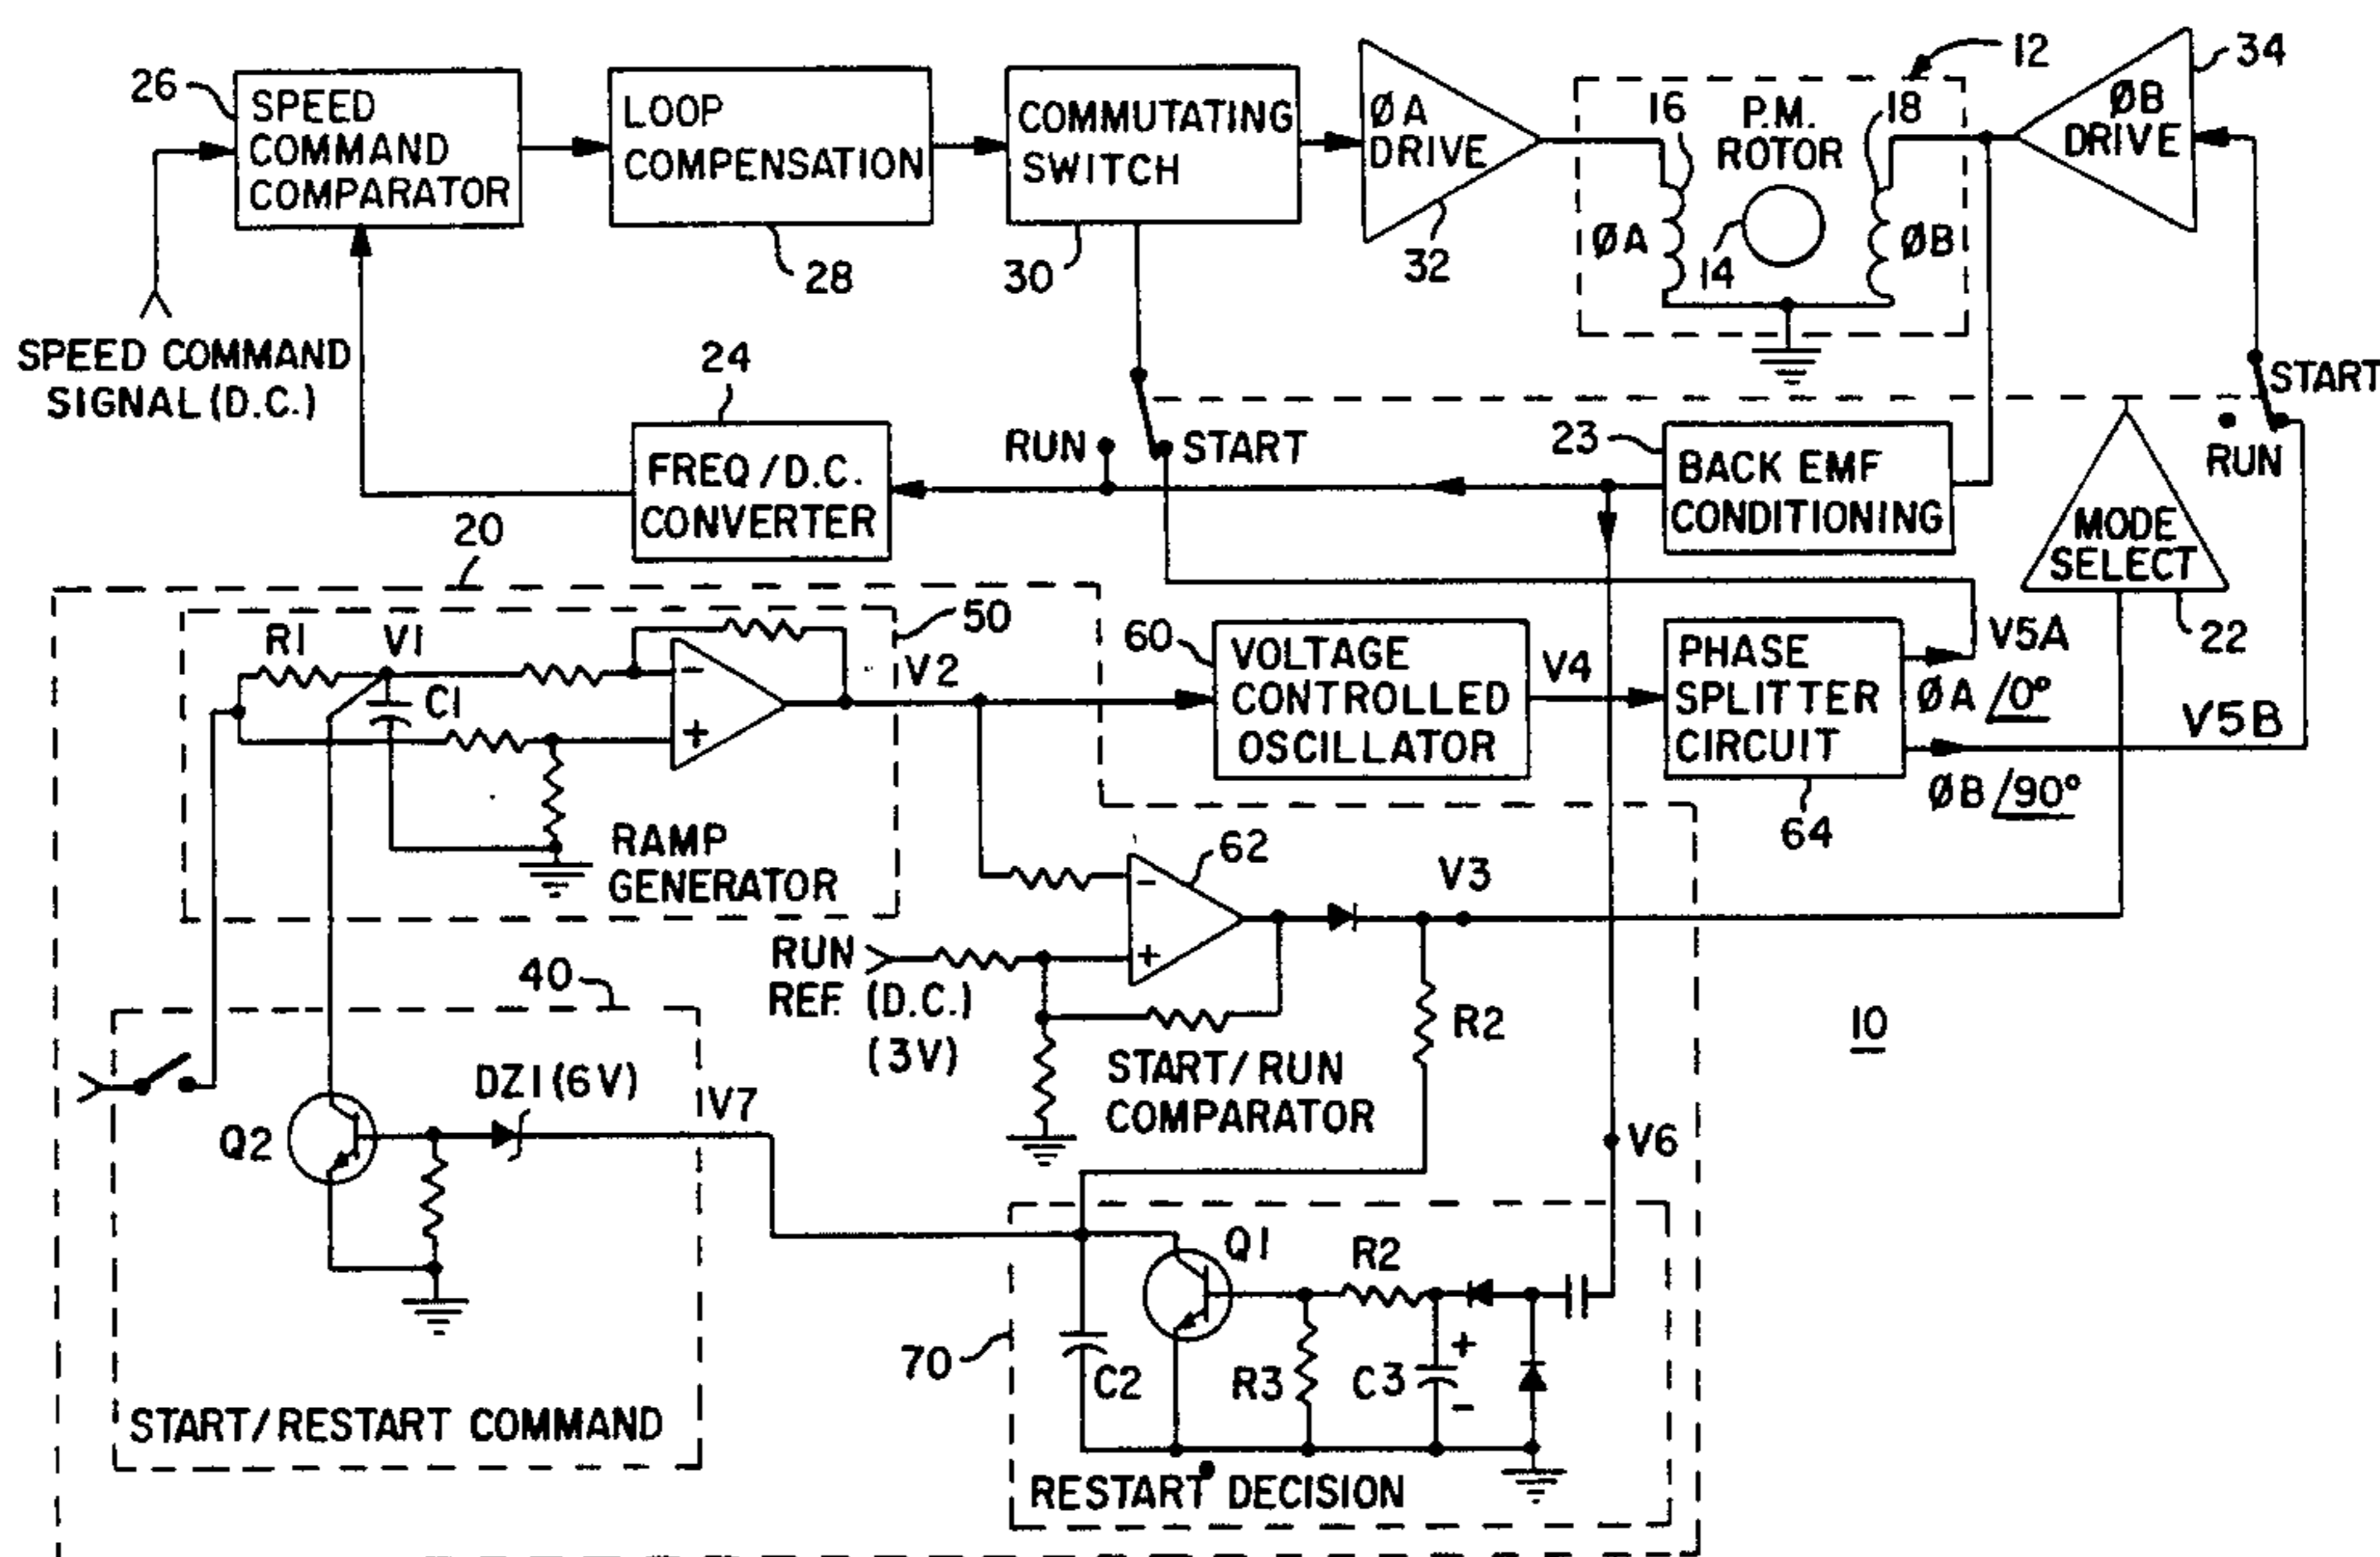 26
SPEED
COMMAND
COMPARATOR
LOOP
COMPENSATION
28
COMMUTATING
SWITCH
30
ØA
DRIVE
32
12
16
P.M.
ROTOR
18
14
ØA
ØB
34
ØB
DRIVE
SPEED COMMAND
SIGNAL (D.C.)
24
FREQ/D.C.
CONVERTER
RUN
START
23
BACK EMF
CONDITIONING
START
RUN
MODE
SELECT
22
20
50
R1
V1
C1
-
+
V2
RAMP
GENERATOR
60
VOLTAGE
CONTROLLED
OSCILLATOR
V4
PHASE
SPLITTER
CIRCUIT
64
V5A
ØA /0°
V5B
ØB /90°
62
-
+
V3
RUN
REF. (D.C.)
(3V)
START/RUN
COMPARATOR
R2
10
40
DZ1(6V)
V7
Q2
START/RESTART COMMAND
V6
70
Q1
R2
C2
R3
C3
+
-
RESTART DECISION